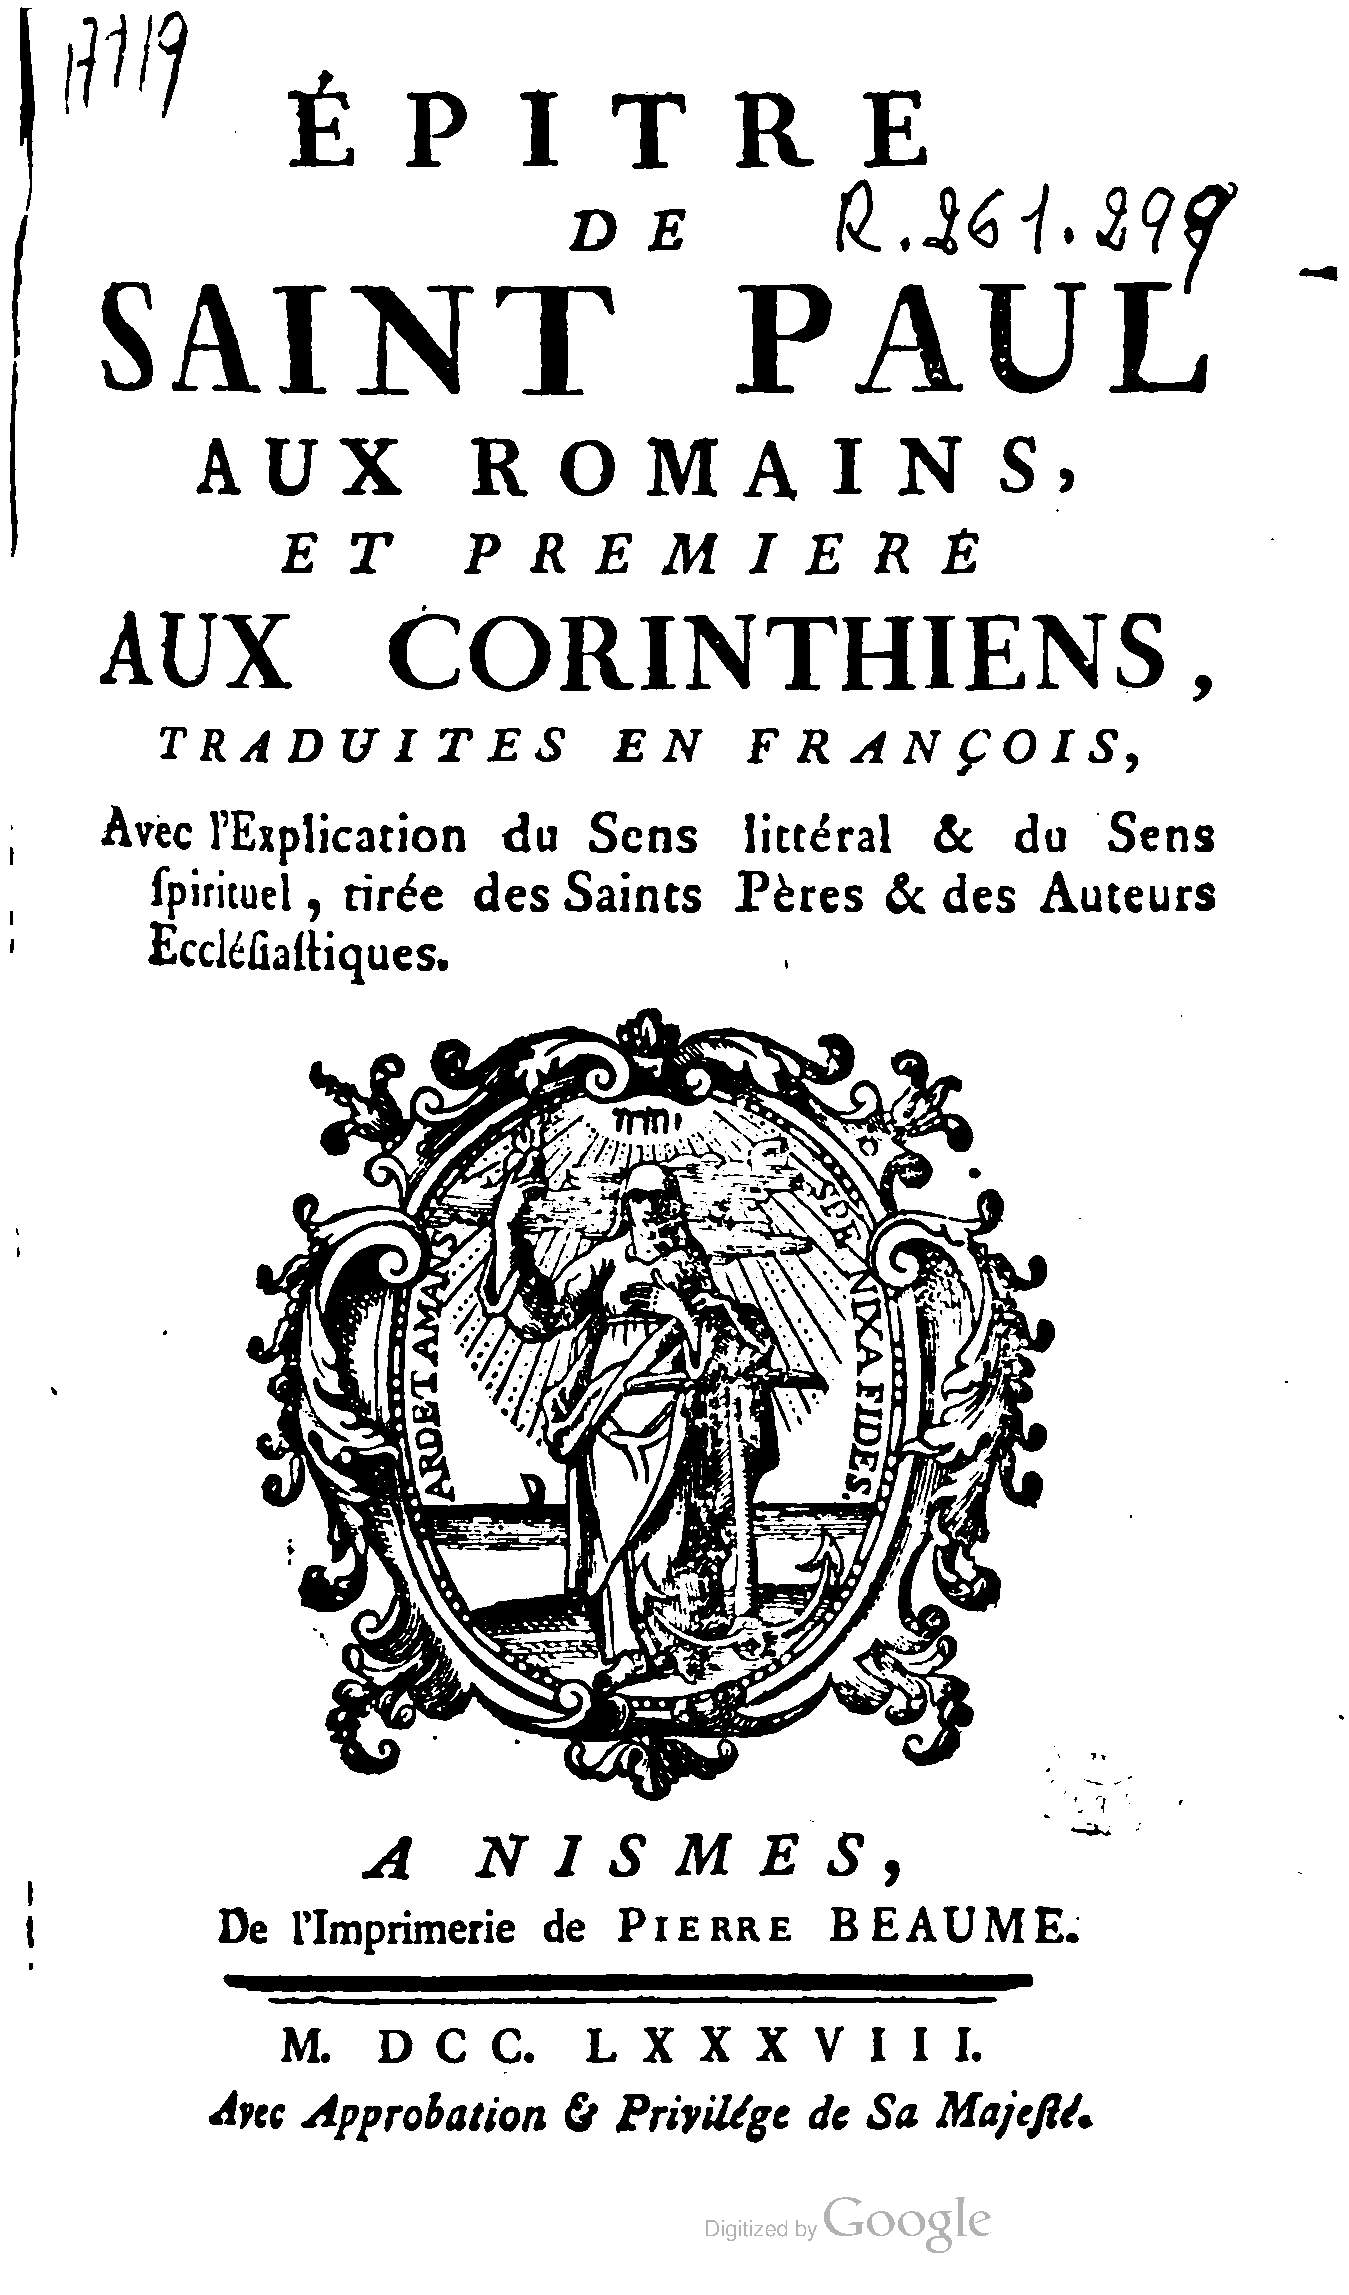 17719
ÉPITRE
DE
R.261.299
SAINT PAUL
AUX ROMAINS,
ET PREMIERE
AUX CORINTHIENS,
TRADUITES EN FRANÇOIS,
Avec l'Explication du Sens littéral & du Sens
ſpirituel, tirée des Saints Pères & des Auteurs
Eccléſiaſtiques.
ARDET AMANS
SPE NIXA FIDES.
A NISMES,
De l'Imprimerie de PIERRE BEAUME.
M. DCC. LXXXVIII.
Avec Approbation & Privilége de Sa Majeſté.
Digitized by Google